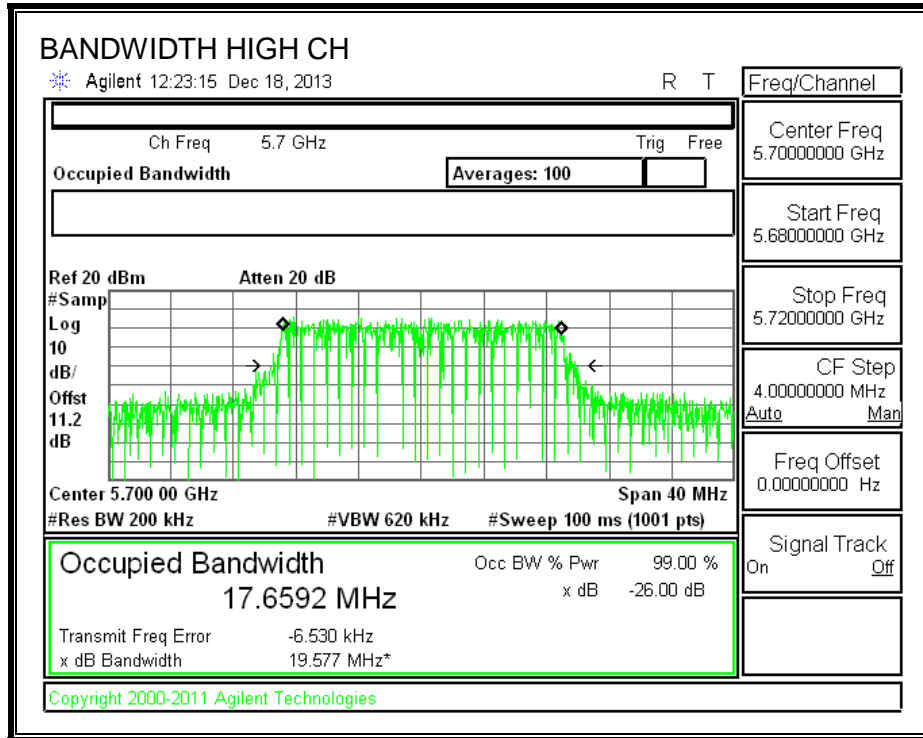 BANDWIDTH HIGH CH
Agilent 12:23:15 Dec 18, 2013 R T
Freq/Channel
Ch Freq 5.7 GHz Trig Free
Occupied Bandwidth Averages: 100
Center Freq
5.70000000 GHz
Start Freq
5.68000000 GHz
Stop Freq
5.72000000 GHz
CF Step
4.00000000 MHz
Auto Man
Freq Offset
0.00000000 Hz
Signal Track
On Off
Ref 20 dBm Atten 20 dB
#Samp
Log
10
dB/
Offst
11.2
dB
Center 5.700 00 GHz Span 40 MHz
#Res BW 200 kHz #VBW 620 kHz #Sweep 100 ms (1001 pts)
Occupied Bandwidth Occ BW % Pwr 99.00 %
17.6592 MHz x dB -26.00 dB
Transmit Freq Error -6.530 kHz
x dB Bandwidth 19.577 MHz*
Copyright 2000-2011 Agilent Technologies